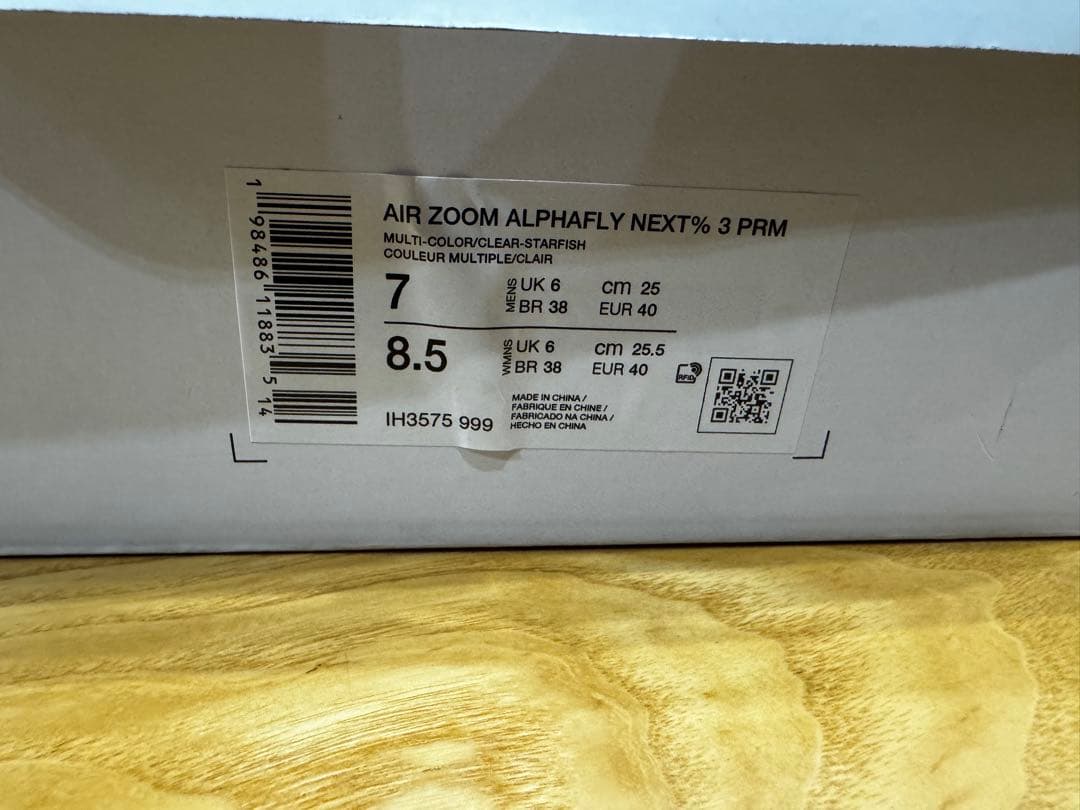 AIR ZOOM ALPHAFLY NEXT% 3 PRM
MULTI-COLOR/CLEAR-STARFISH
COULEUR MULTIPLE/CLAIR
7 MENS UK 6 cm 25
BR 38 EUR 40
8.5 WMNS UK 6 cm 25.5
BR 38 EUR 40
RFID
MADE IN CHINA /
FABRIQUE EN CHINE /
FABRICADO NA CHINA /
HECHO EN CHINA
IH3575 999
1 98486 11883 5 14